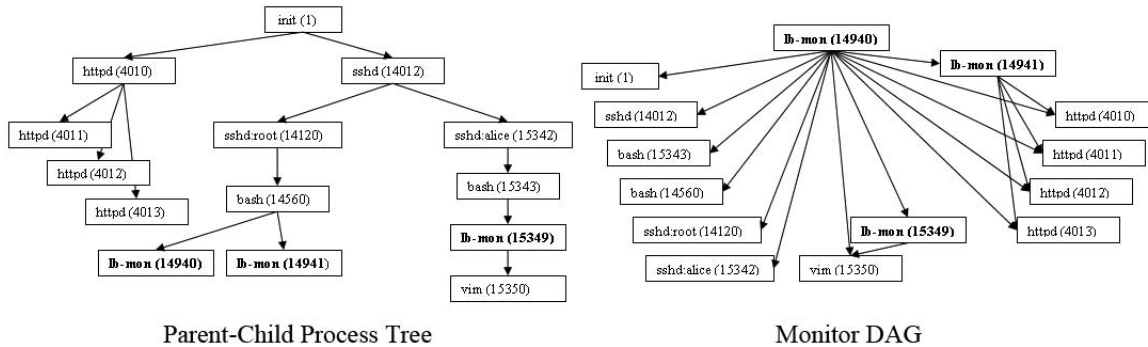 init (1)
httpd (4010)
sshd (14012)
httpd (4011)
sshd:root (14120)
sshd:alice (15342)
httpd (4012)
bash (15343)
httpd (4013)
bash (14560)
lb-mon (15349)
lb-mon (14940)
lb-mon (14941)
vim (15350)
Parent-Child Process Tree
lb-mon (14940)
lb-mon (14941)
init (1)
sshd (14012)
httpd (4010)
bash (15343)
httpd (4011)
bash (14560)
httpd (4012)
sshd:root (14120)
lb-mon (15349)
httpd (4013)
sshd:alice (15342)
vim (15350)
Monitor DAG